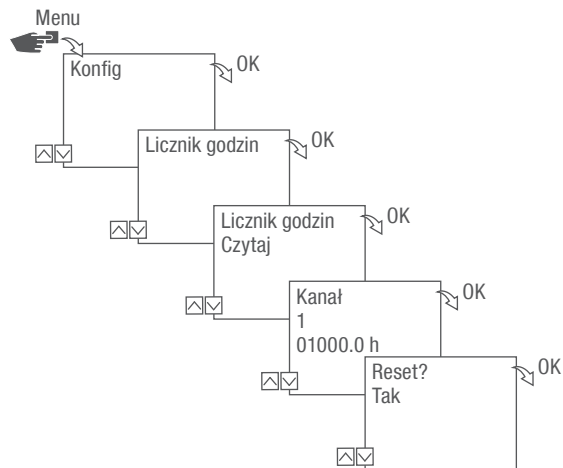 Menu
Konfig
OK
Licznik godzin
OK
Licznik godzin
Czytaj
OK
Kanał
1
01000.0 h
OK
Reset?
Tak
OK